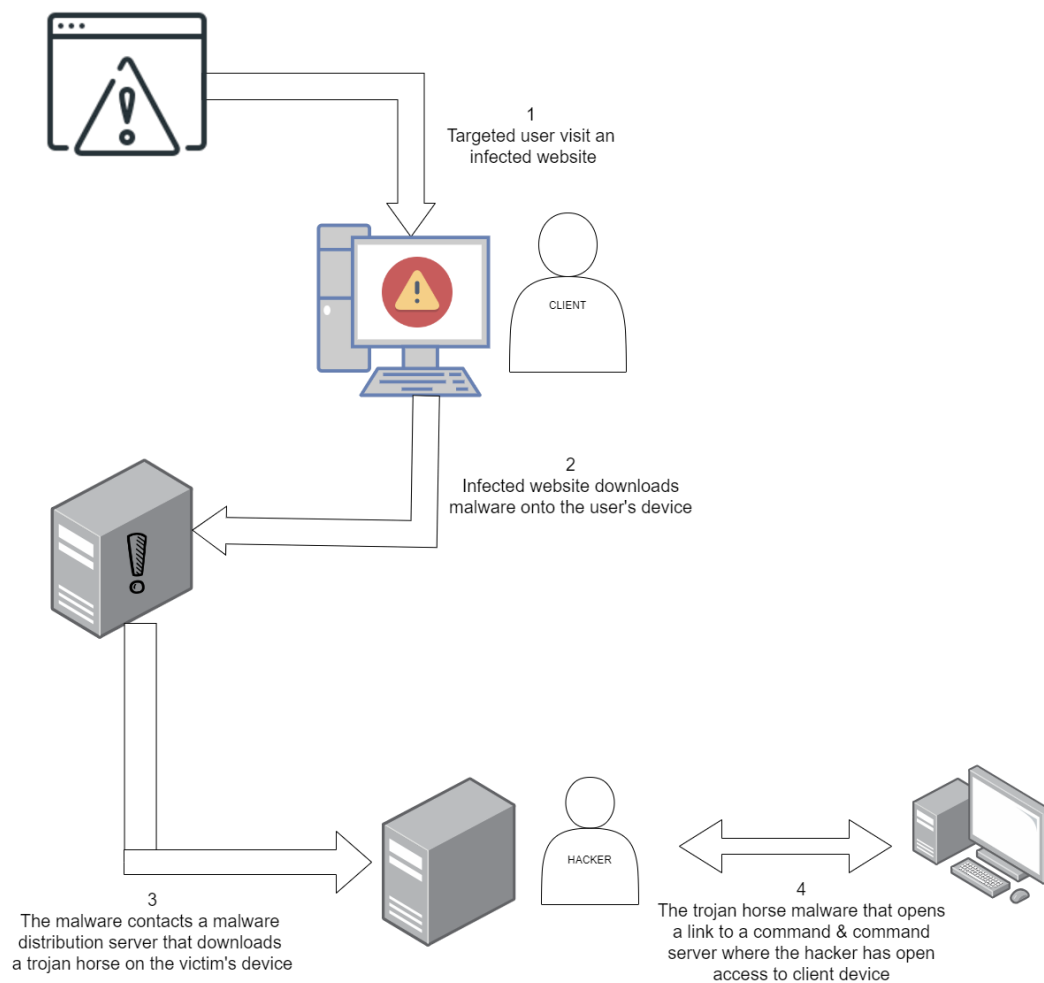 1
Targeted user visit an
infected website
CLIENT
2
Infected website downloads
malware onto the user's device
HACKER
3
The malware contacts a malware
distribution server that downloads
a trojan horse on the victim's device
4
The trojan horse malware that opens
a link to a command & command
server where the hacker has open
access to client device